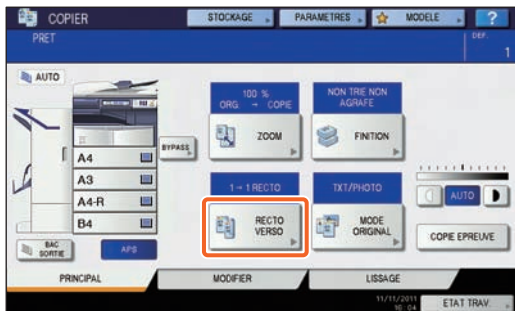 COPIER
STOCKAGE
PARAMETRES
MODELE
?
PRET
DEF.
1
AUTO
100 %
ORG. → COPIE
NON TRIE NON
AGRAFE
ZOOM
FINITION
BYPASS
A4
A3
A4-R
B4
1→1 RECTO
TXT/PHOTO
RECTO
VERSO
MODE
ORIGINAL
AUTO
COPIE EPREUVE
BAC
SORTIE
APS
PRINCIPAL
MODIFIER
LISSAGE
11/11/2011
16:04
ETAT TRAV.